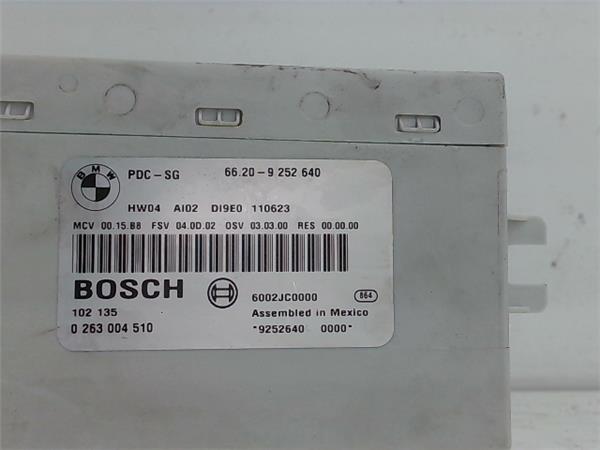 BMW
PDC-SG 66.20-9 252 640
HW04 AI02 DI9E0 110623
MCV 00.15.B8 FSV 04.0D.02 OSV 03.03.00 RES 00.00.00
BOSCH 6002JC0000 864
102 135 Assembled in Mexico
0 263 004 510 *9252640 0000*